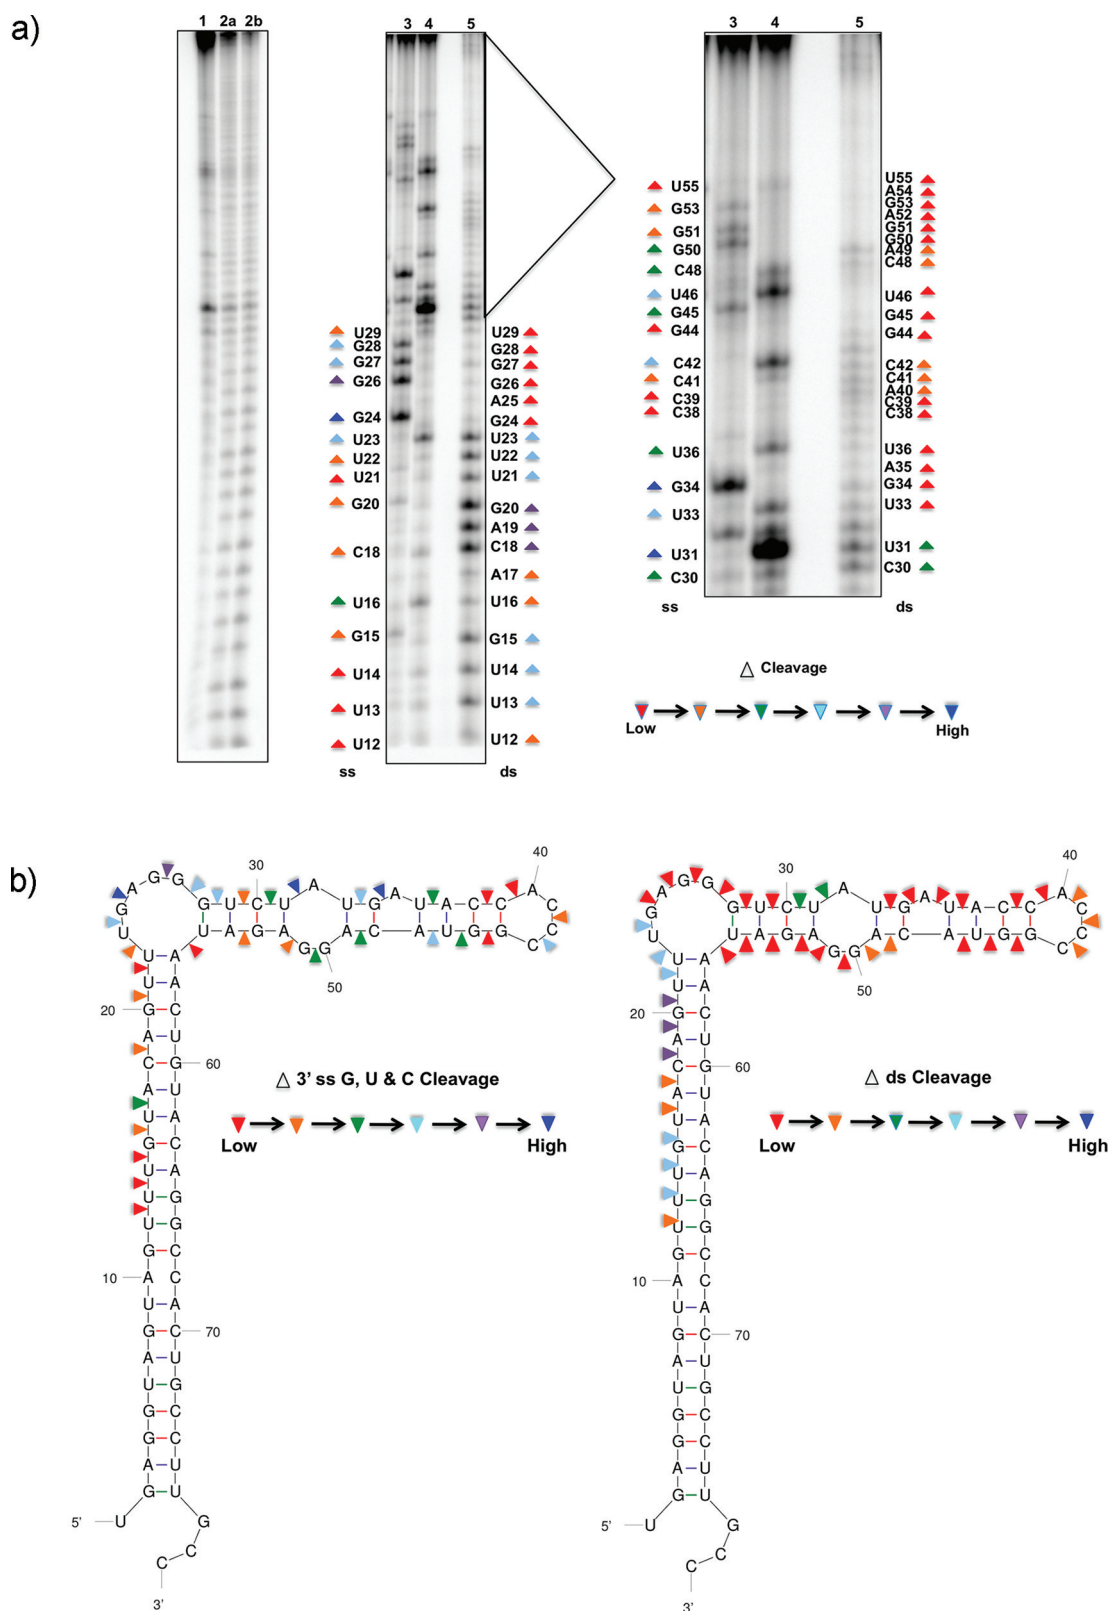 a)
1 2a 2b
3 4 5
3 4 5
U29
G28
G27
G26
G24
U23
U22
U21
G20
C18
U16
G15
U14
U13
U12
ss
U29
G28
G27
G26
A25
G24
U23
U22
U21
G20
A19
C18
A17
U16
G15
U14
U13
U12
ds
U55
G53
G51
G50
C48
U46
G45
G44
C42
C41
C39
C38
U36
G34
U33
U31
C30
ss
U55
A54
G53
A52
G51
G50
A49
C48
U46
G45
G44
C42
C41
A40
C39
C38
U36
A35
G34
U33
U31
C30
ds
△ Cleavage
Low
High
b)
30
40
50
20
60
10
70
5'
3'
U G A G G U A G U A G U U U G U A C A G U U U G A G G G U C U A U G A U A C C A C C C G G U A C A G G A G A U A A C U G U A C A G G C C A C U G C C U U G C C
△ 3' ss G, U & C Cleavage
Low
High
30
40
50
20
60
10
70
5'
3'
U G A G G U A G U A G U U U G U A C A G U U U G A G G G U C U A U G A U A C C A C C C G G U A C A G G A G A U A A C U G U A C A G G C C A C U G C C U U G C C
△ ds Cleavage
Low
High